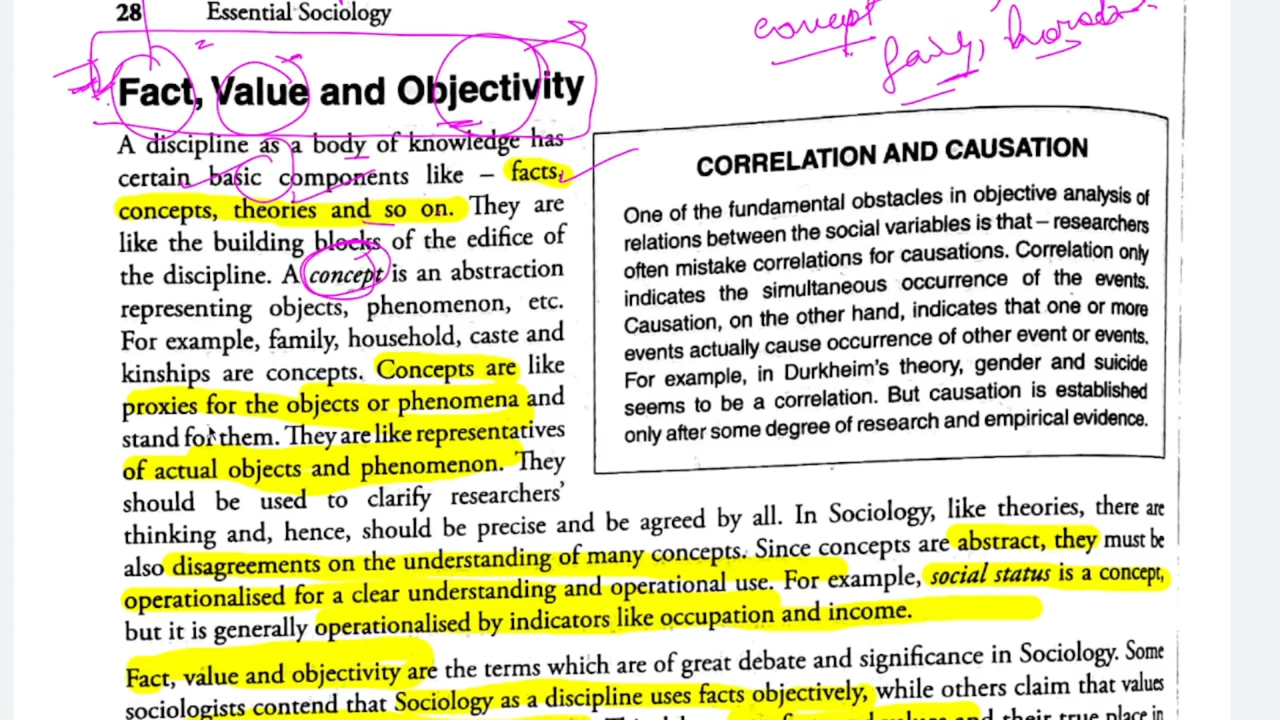 28 Essential Sociology
concept
family, household
Fact, Value and Objectivity
A discipline as a body of knowledge has
certain basic components like – facts,
concepts, theories and so on. They are
like the building blocks of the edifice of
the discipline. A concept is an abstraction
representing objects, phenomenon, etc.
For example, family, household, caste and
kinships are concepts. Concepts are like
proxies for the objects or phenomena and
stand for them. They are like representatives
of actual objects and phenomenon. They
should be used to clarify researchers'
thinking and, hence, should be precise and be agreed by all. In Sociology, like theories, there are
also disagreements on the understanding of many concepts. Since concepts are abstract, they must be
operationalised for a clear understanding and operational use. For example, social status is a concept,
but it is generally operationalised by indicators like occupation and income.
Fact, value and objectivity are the terms which are of great debate and significance in Sociology. Some
sociologists contend that Sociology as a discipline uses facts objectively, while others claim that values
and their true place in
CORRELATION AND CAUSATION
One of the fundamental obstacles in objective analysis of
relations between the social variables is that – researchers
often mistake correlations for causations. Correlation only
indicates the simultaneous occurrence of the events.
Causation, on the other hand, indicates that one or more
events actually cause occurrence of other event or events.
For example, in Durkheim's theory, gender and suicide
seems to be a correlation. But causation is established
only after some degree of research and empirical evidence.